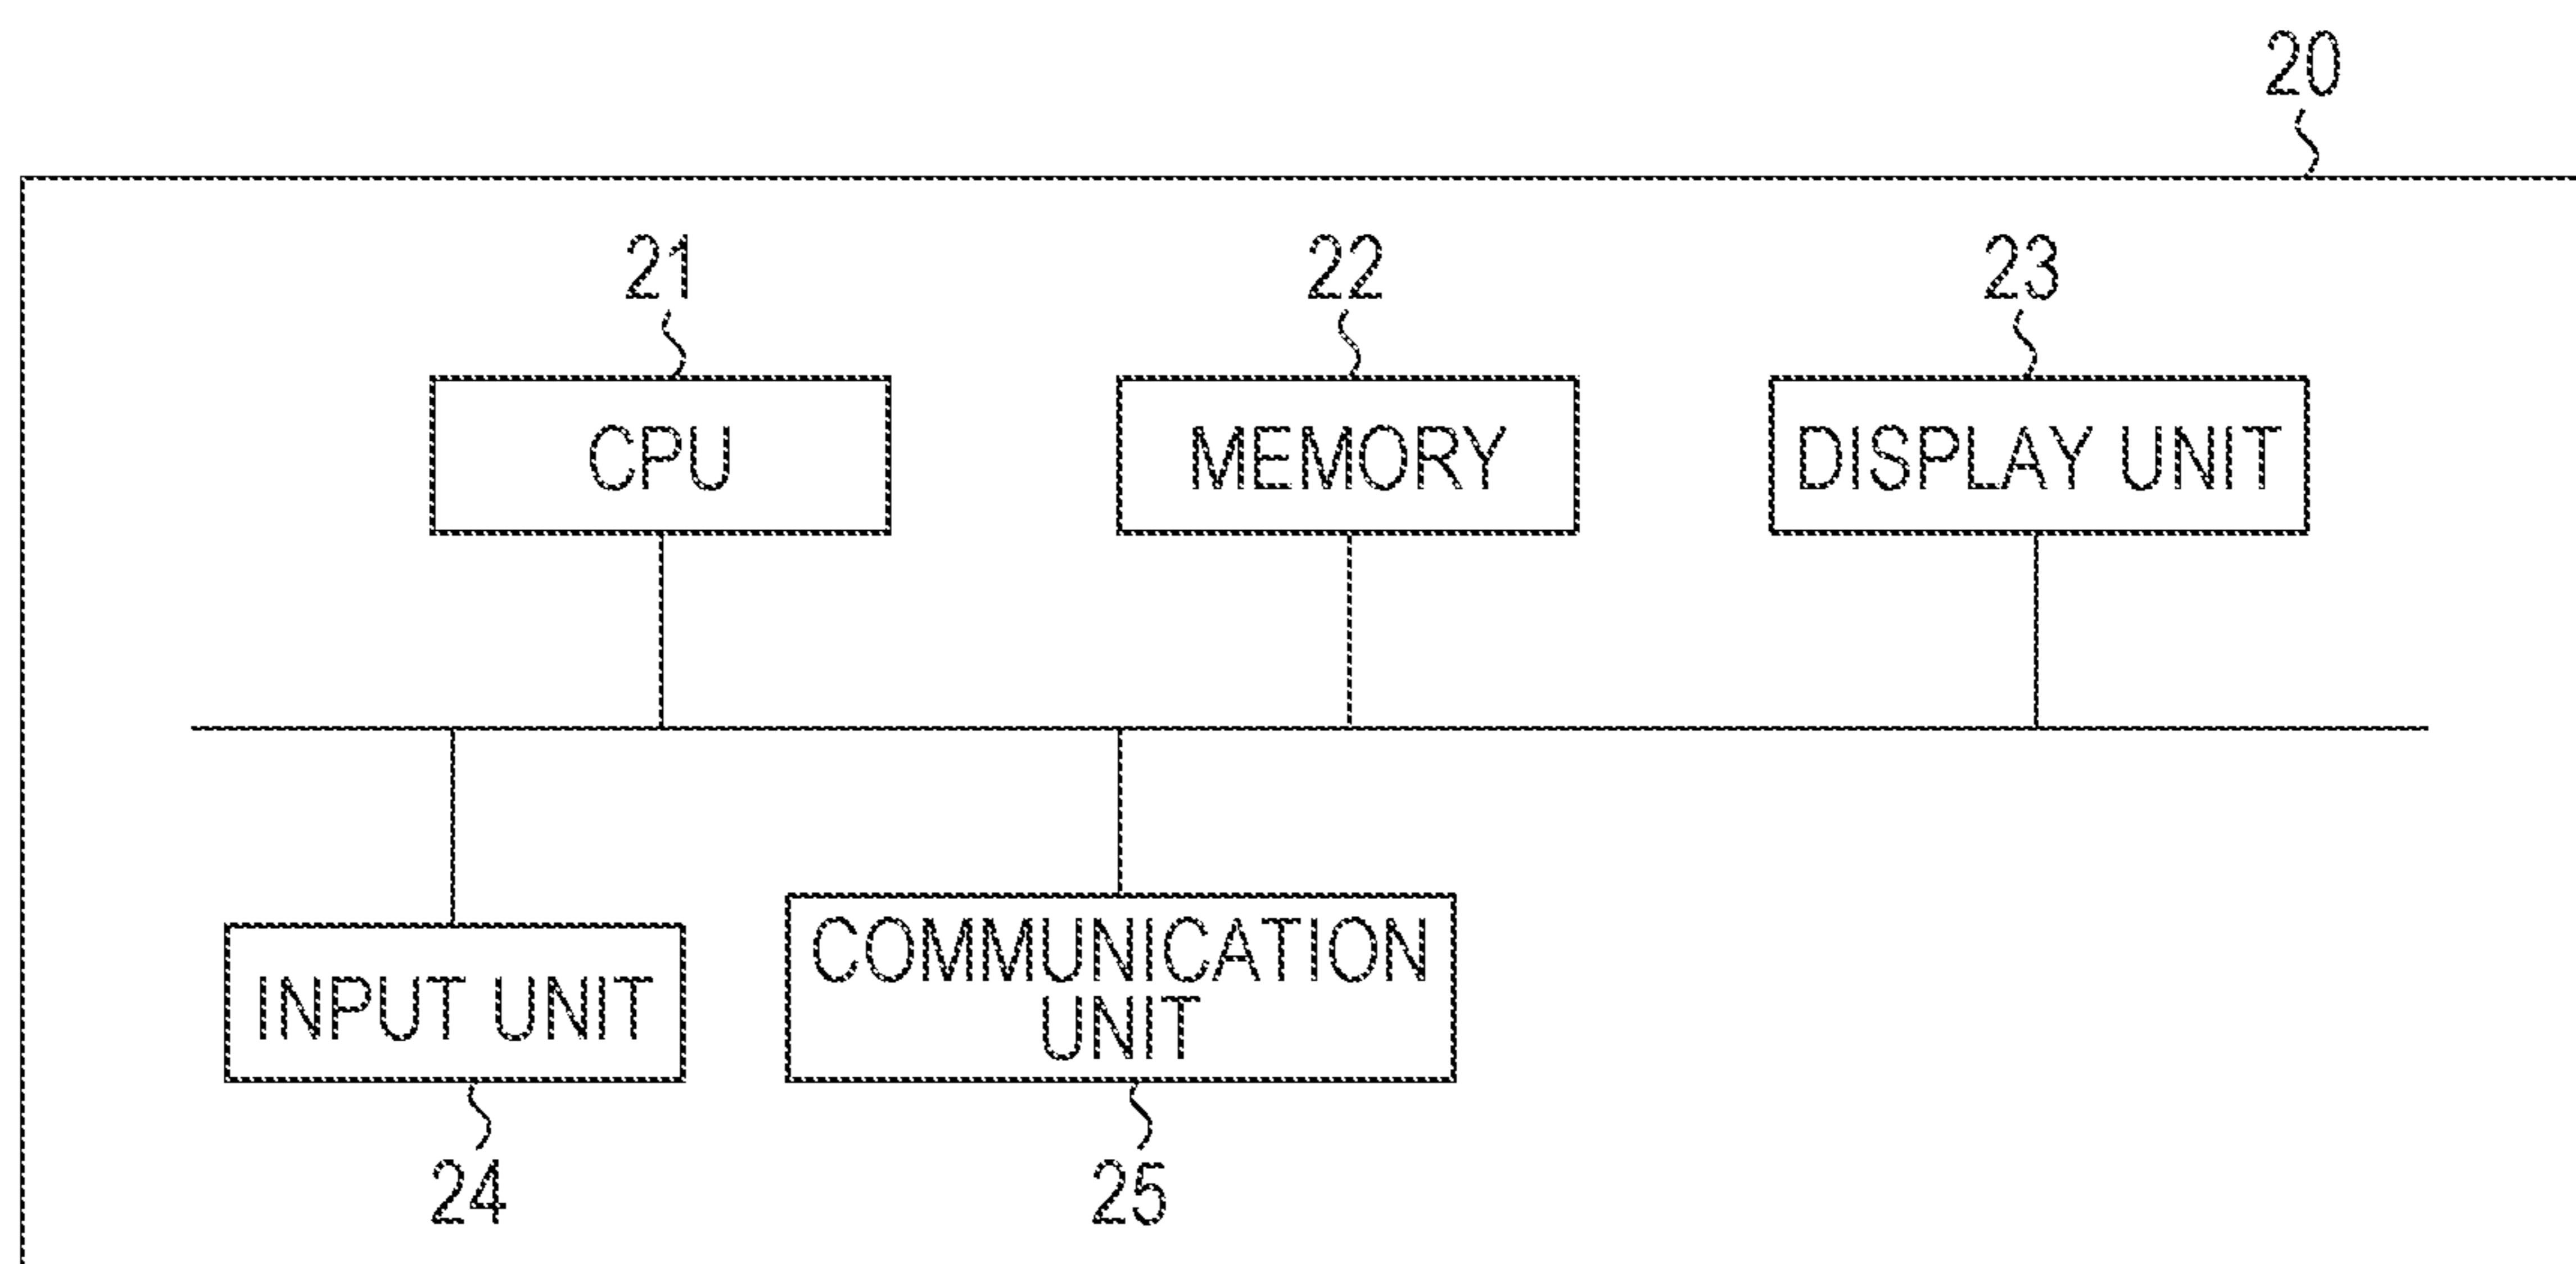 20
21
22
23
CPU
MEMORY
DISPLAY UNIT
INPUT UNIT
COMMUNICATION
UNIT
24
25